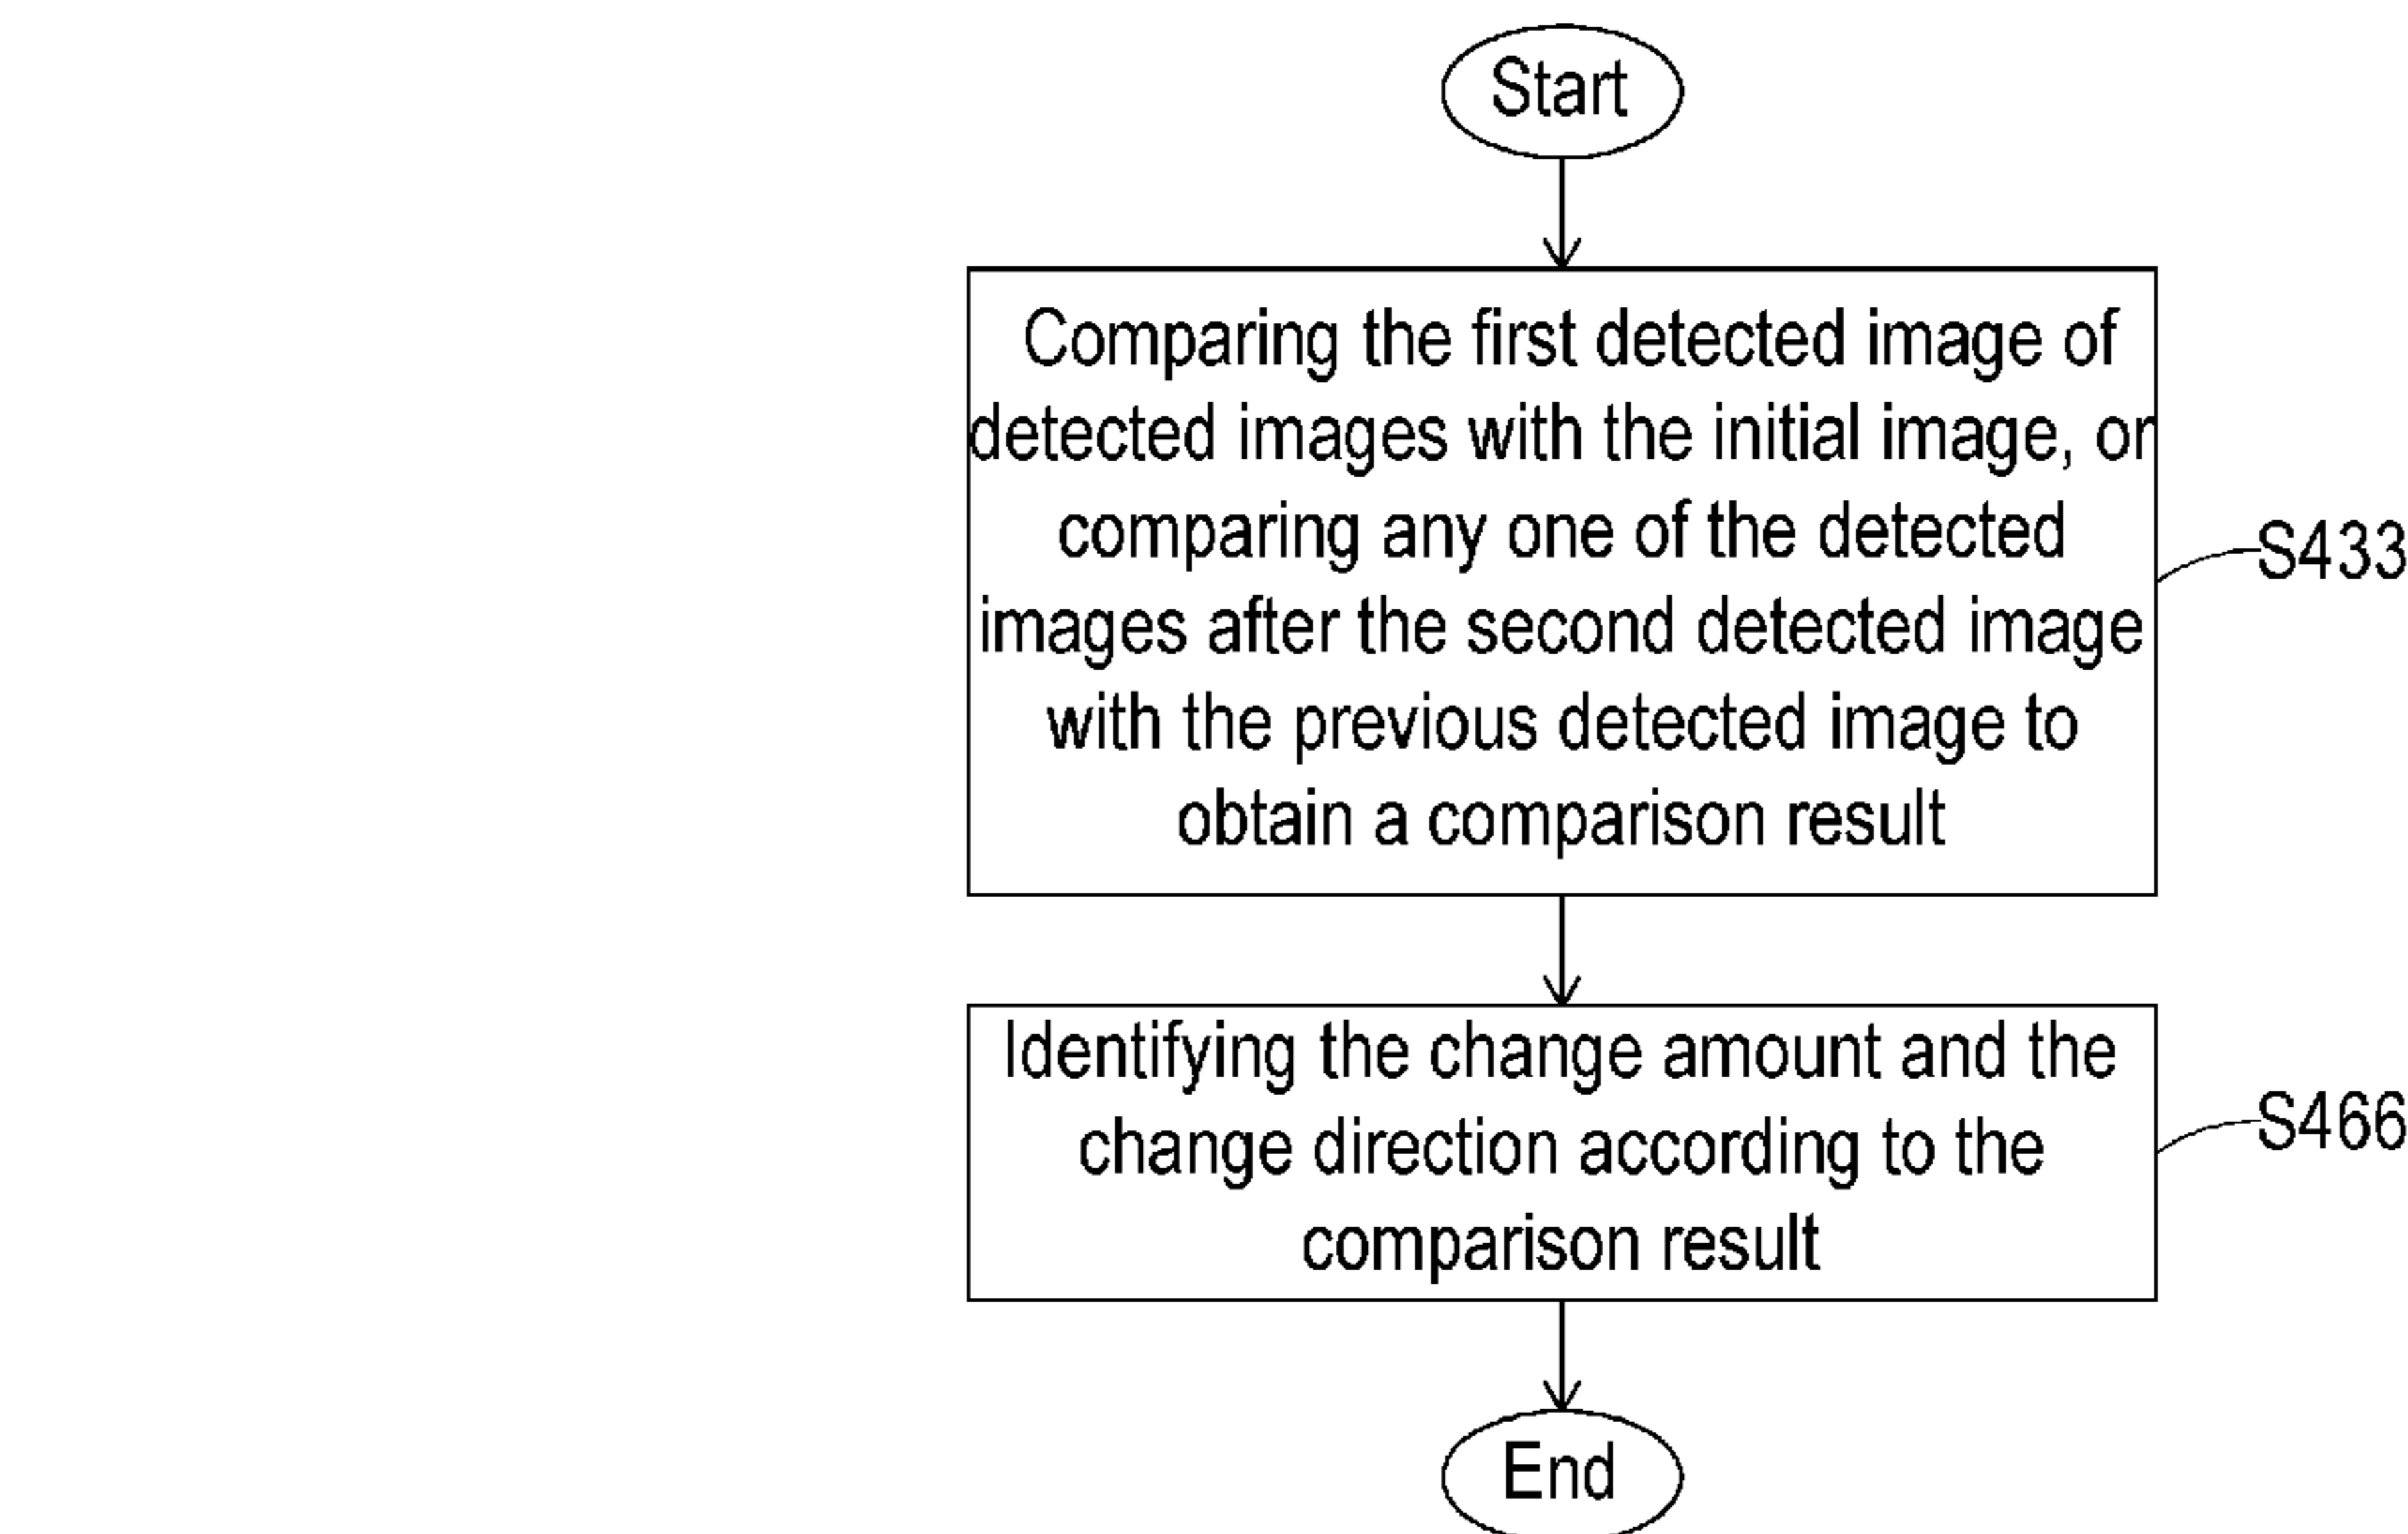 Start
Comparing the first detected image of
detected images with the initial image, or
comparing any one of the detected
images after the second detected image
with the previous detected image to
obtain a comparison result
S433
Identifying the change amount and the
change direction according to the
comparison result
S466
End